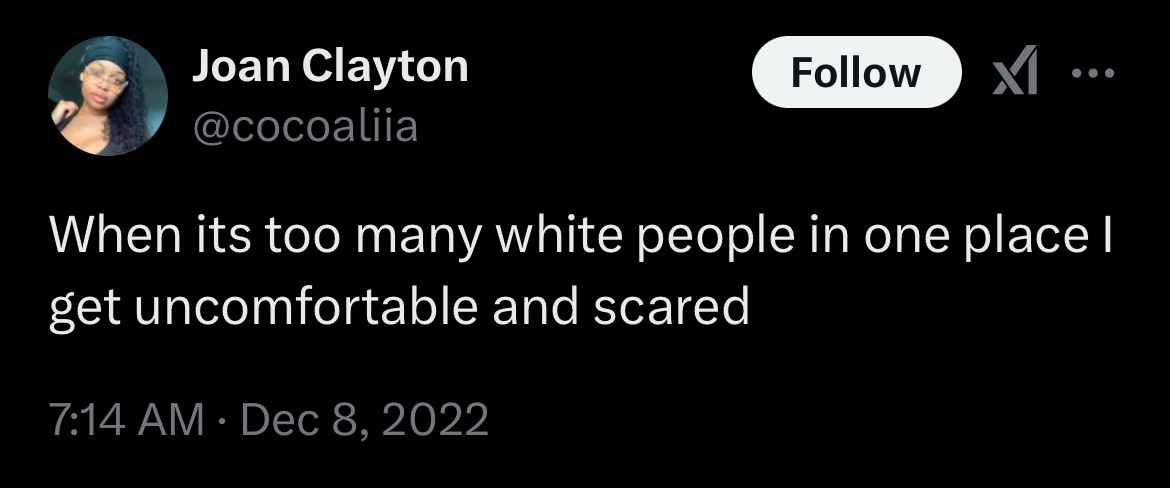 Joan Clayton
@cocoaliia
Follow
When its too many white people in one place I
get uncomfortable and scared
7:14 AM · Dec 8, 2022